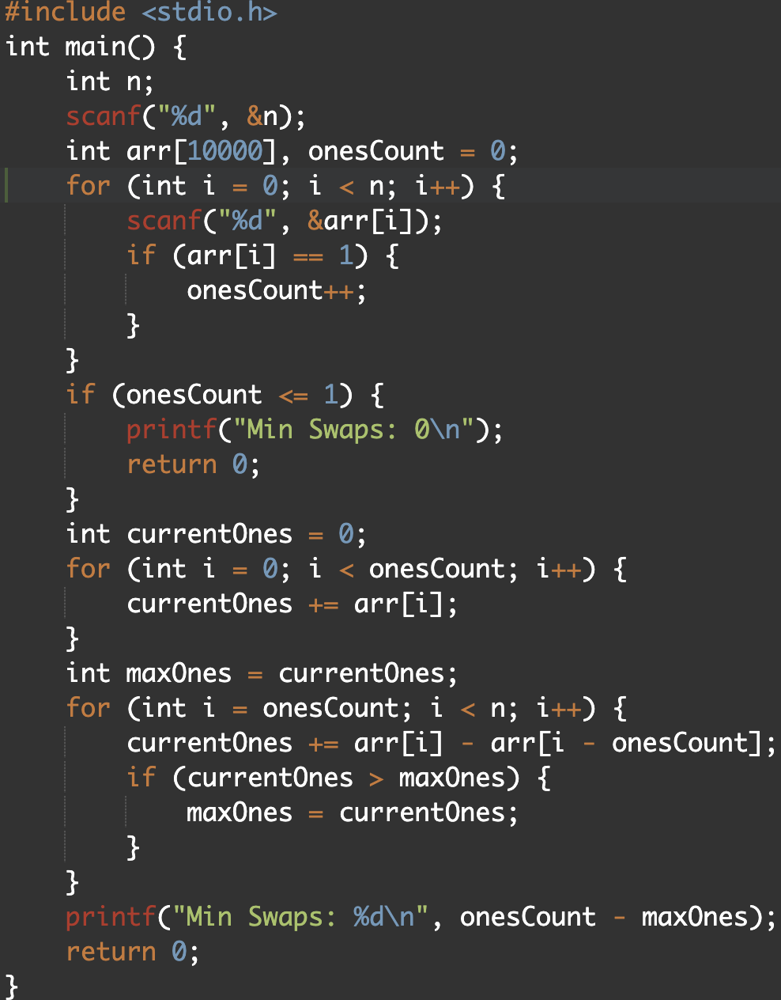 #include <stdio.h>
int main() {
    int n;
    scanf("%d", &n);
    int arr[10000], onesCount = 0;
    for (int i = 0; i < n; i++) {
        scanf("%d", &arr[i]);
        if (arr[i] == 1) {
            onesCount++;
        }
    }
    if (onesCount <= 1) {
        printf("Min Swaps: 0\n");
        return 0;
    }
    int currentOnes = 0;
    for (int i = 0; i < onesCount; i++) {
        currentOnes += arr[i];
    }
    int maxOnes = currentOnes;
    for (int i = onesCount; i < n; i++) {
        currentOnes += arr[i] - arr[i - onesCount];
        if (currentOnes > maxOnes) {
            maxOnes = currentOnes;
        }
    }
    printf("Min Swaps: %d\n", onesCount - maxOnes);
    return 0;
}